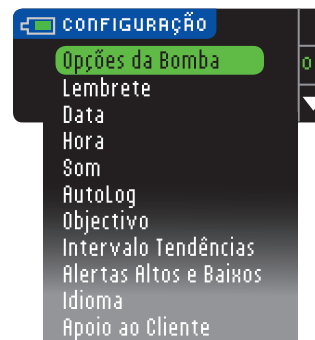 CONFIGURAÇÃO
Opções da Bomba
Lembrete
Data
Hora
Som
AutoLog
Objectivo
Intervalo Tendências
Alertas Altos e Baixos
Idioma
Apoio ao Cliente